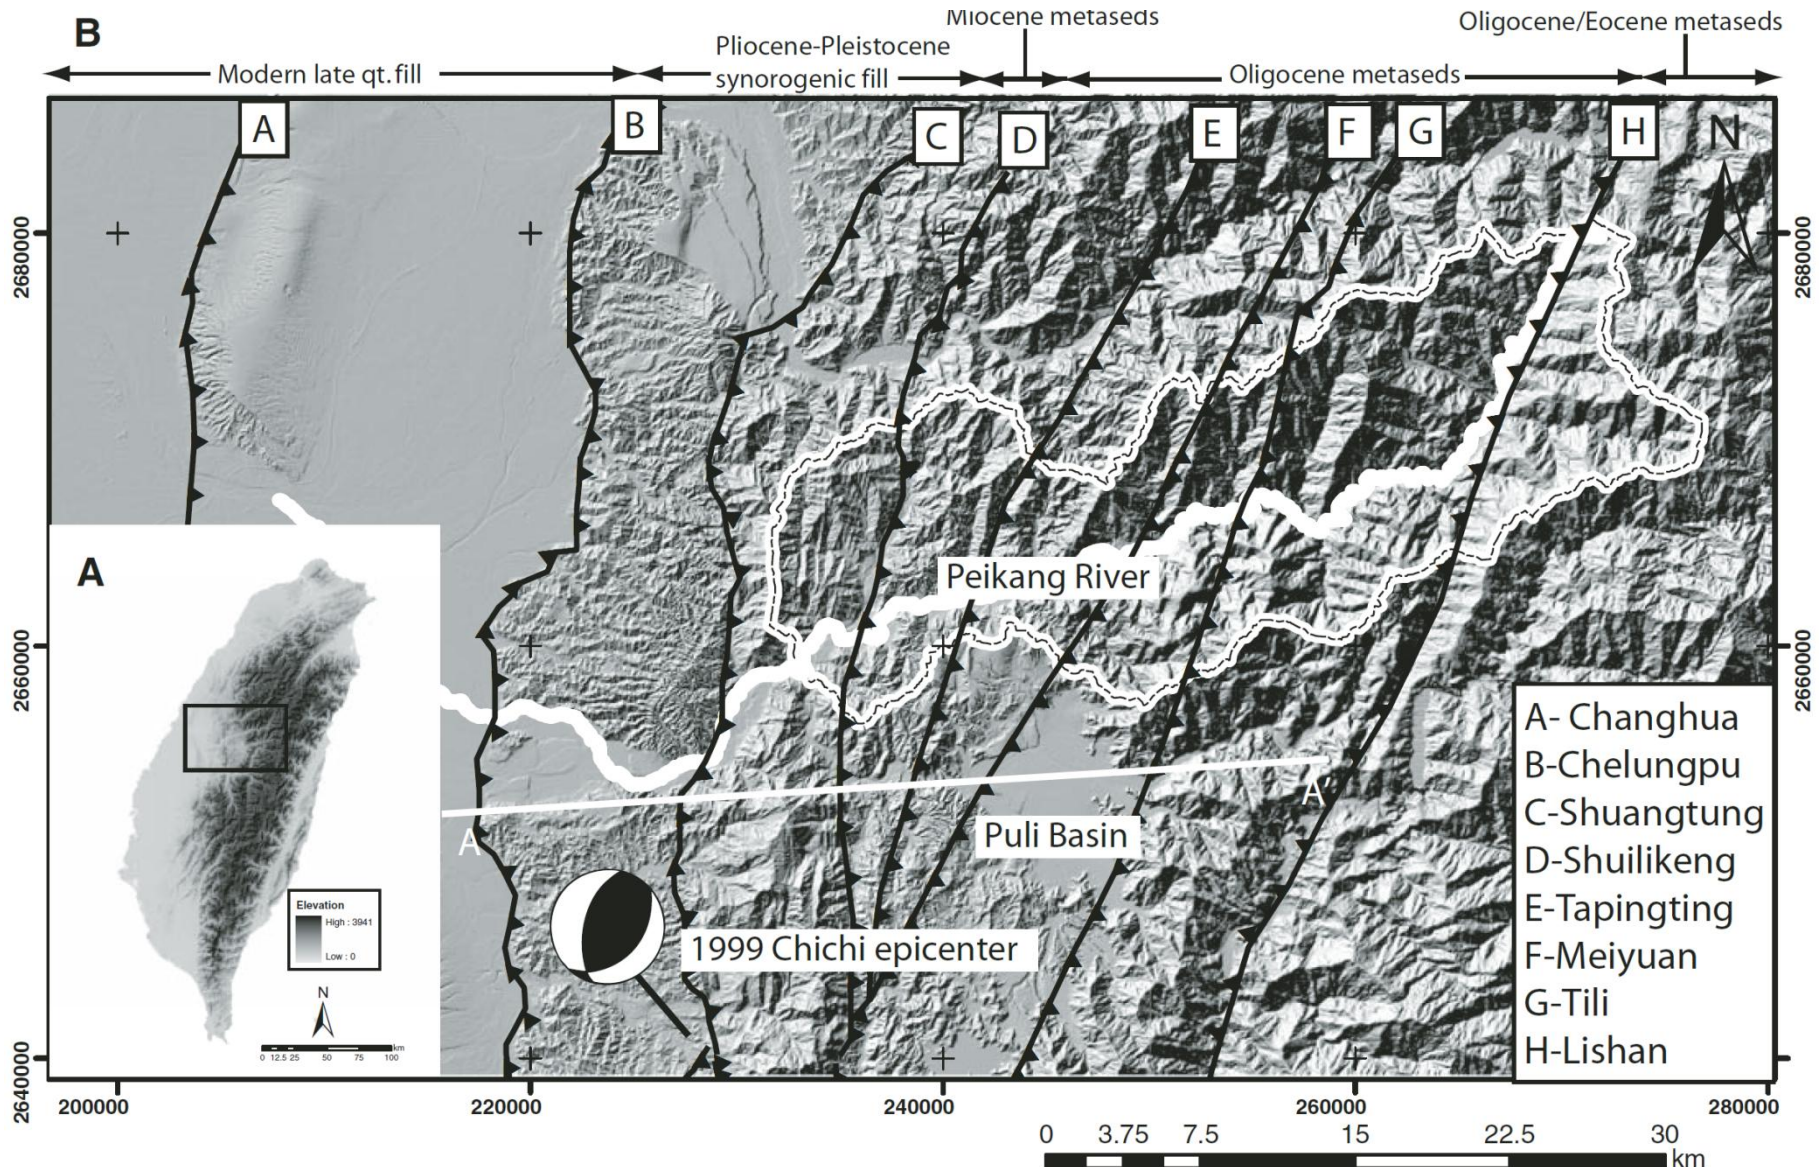 B
Miocene metaseds
Oligocene/Eocene metaseds
Pliocene-Pleistocene
synorogenic fill
Modern late qt. fill
Oligocene metaseds
A
B
C
D
E
F
G
H
N
2680000
2680000
A
Peikang River
2660000
2660000
A- Changhua
B-Chelungpu
C-Shuangtung
D-Shuilikeng
E-Tapingting
F-Meiyuan
G-Tili
H-Lishan
A
A'
Puli Basin
1999 Chichi epicenter
Elevation
High : 3941
Low : 0
N
km
0 12.5 25 50 75 100
2640000
200000
220000
240000
260000
280000
0 3.75 7.5 15 22.5 30
km